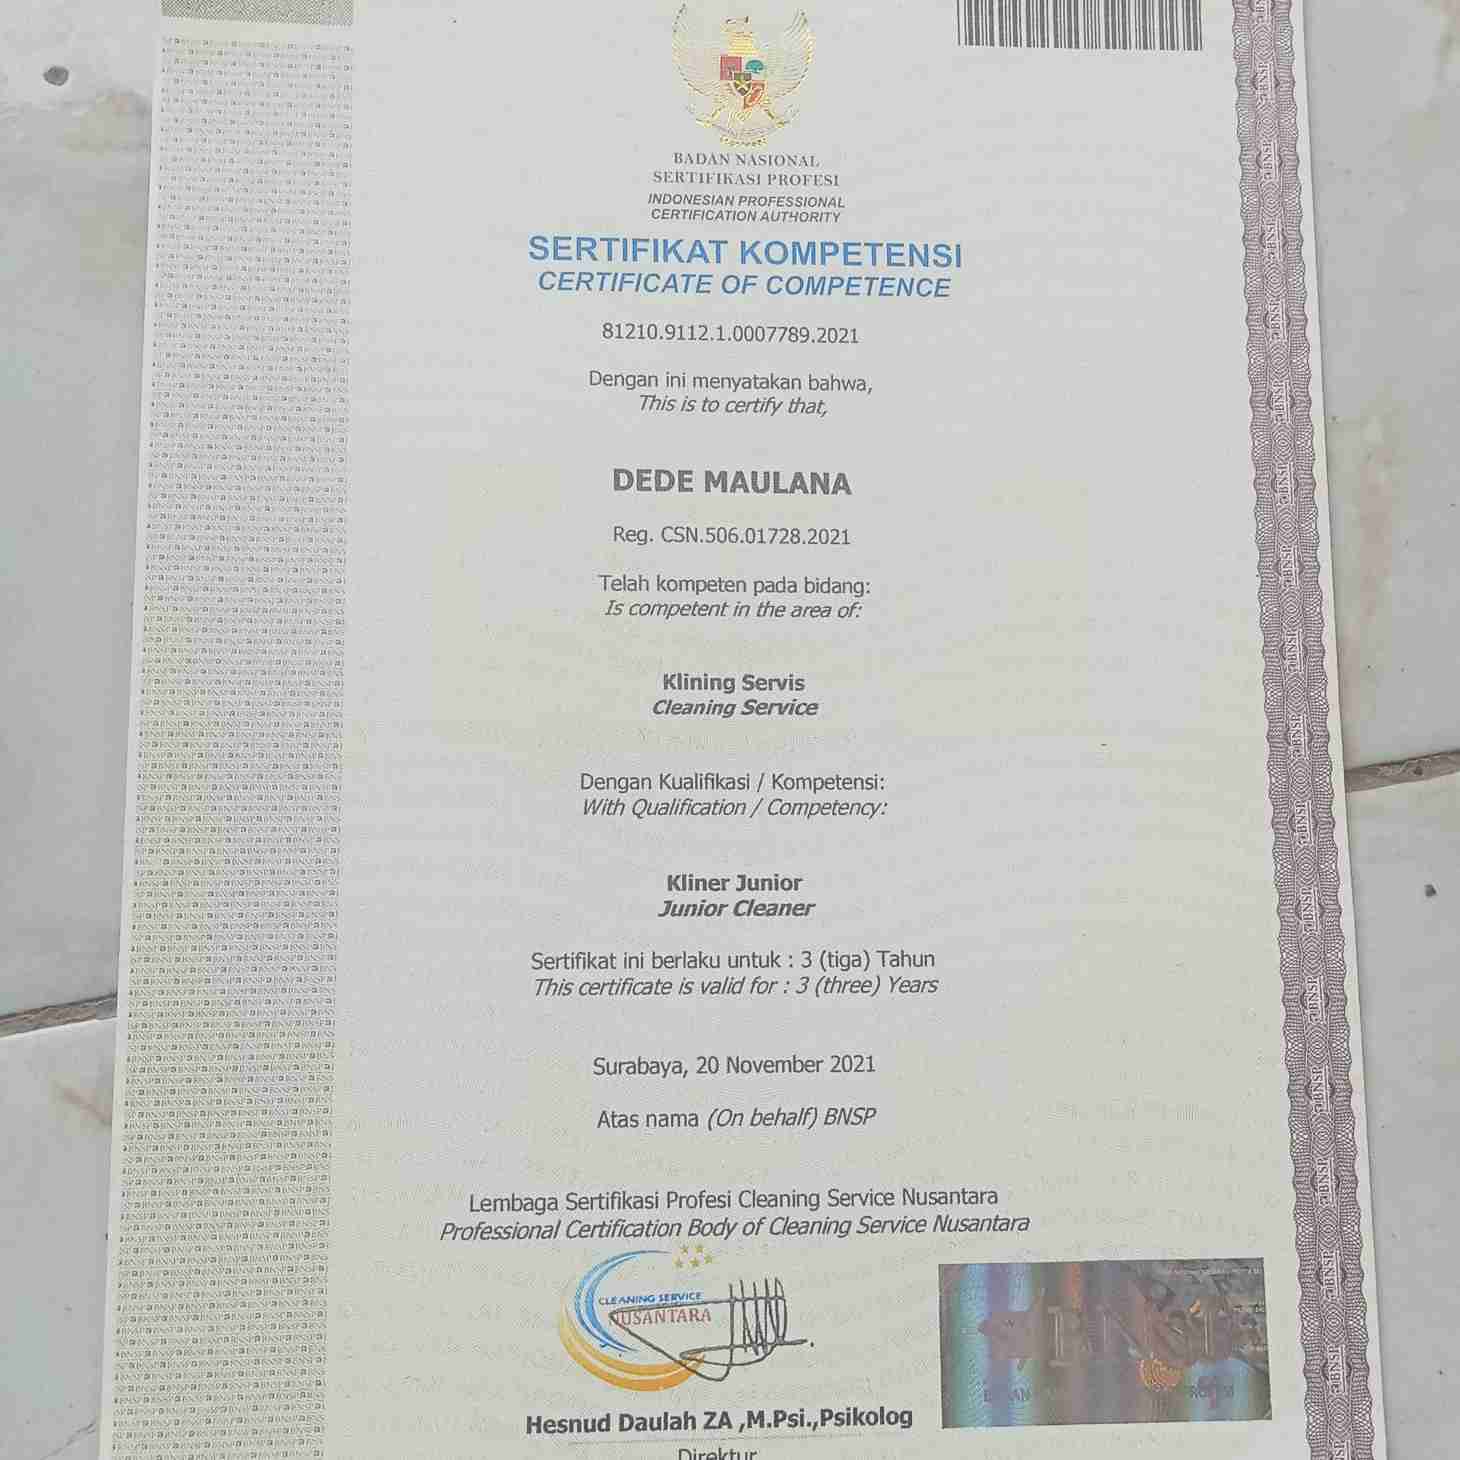 BADAN NASIONAL
SERTIFIKASI PROFESI
INDONESIAN PROFESSIONAL
CERTIFICATION AUTHORITY
SERTIFIKAT KOMPETENSI
CERTIFICATE OF COMPETENCE
81210.9112.1.0007789.2021
Dengan ini menyatakan bahwa,
This is to certify that,
DEDE MAULANA
Reg. CSN.506.01728.2021
Telah kompeten pada bidang:
Is competent in the area of:
Klining Servis
Cleaning Service
Dengan Kualifikasi / Kompetensi:
With Qualification / Competency:
Kliner Junior
Junior Cleaner
Sertifikat ini berlaku untuk : 3 (tiga) Tahun
This certificate is valid for : 3 (three) Years
Surabaya, 20 November 2021
Atas nama (On behalf) BNSP
Lembaga Sertifikasi Profesi Cleaning Service Nusantara
Professional Certification Body of Cleaning Service Nusantara
CLEANING SERVICE
NUSANTARA
BNSP
Hesnud Daulah ZA ,M.Psi.,Psikolog
Direktur